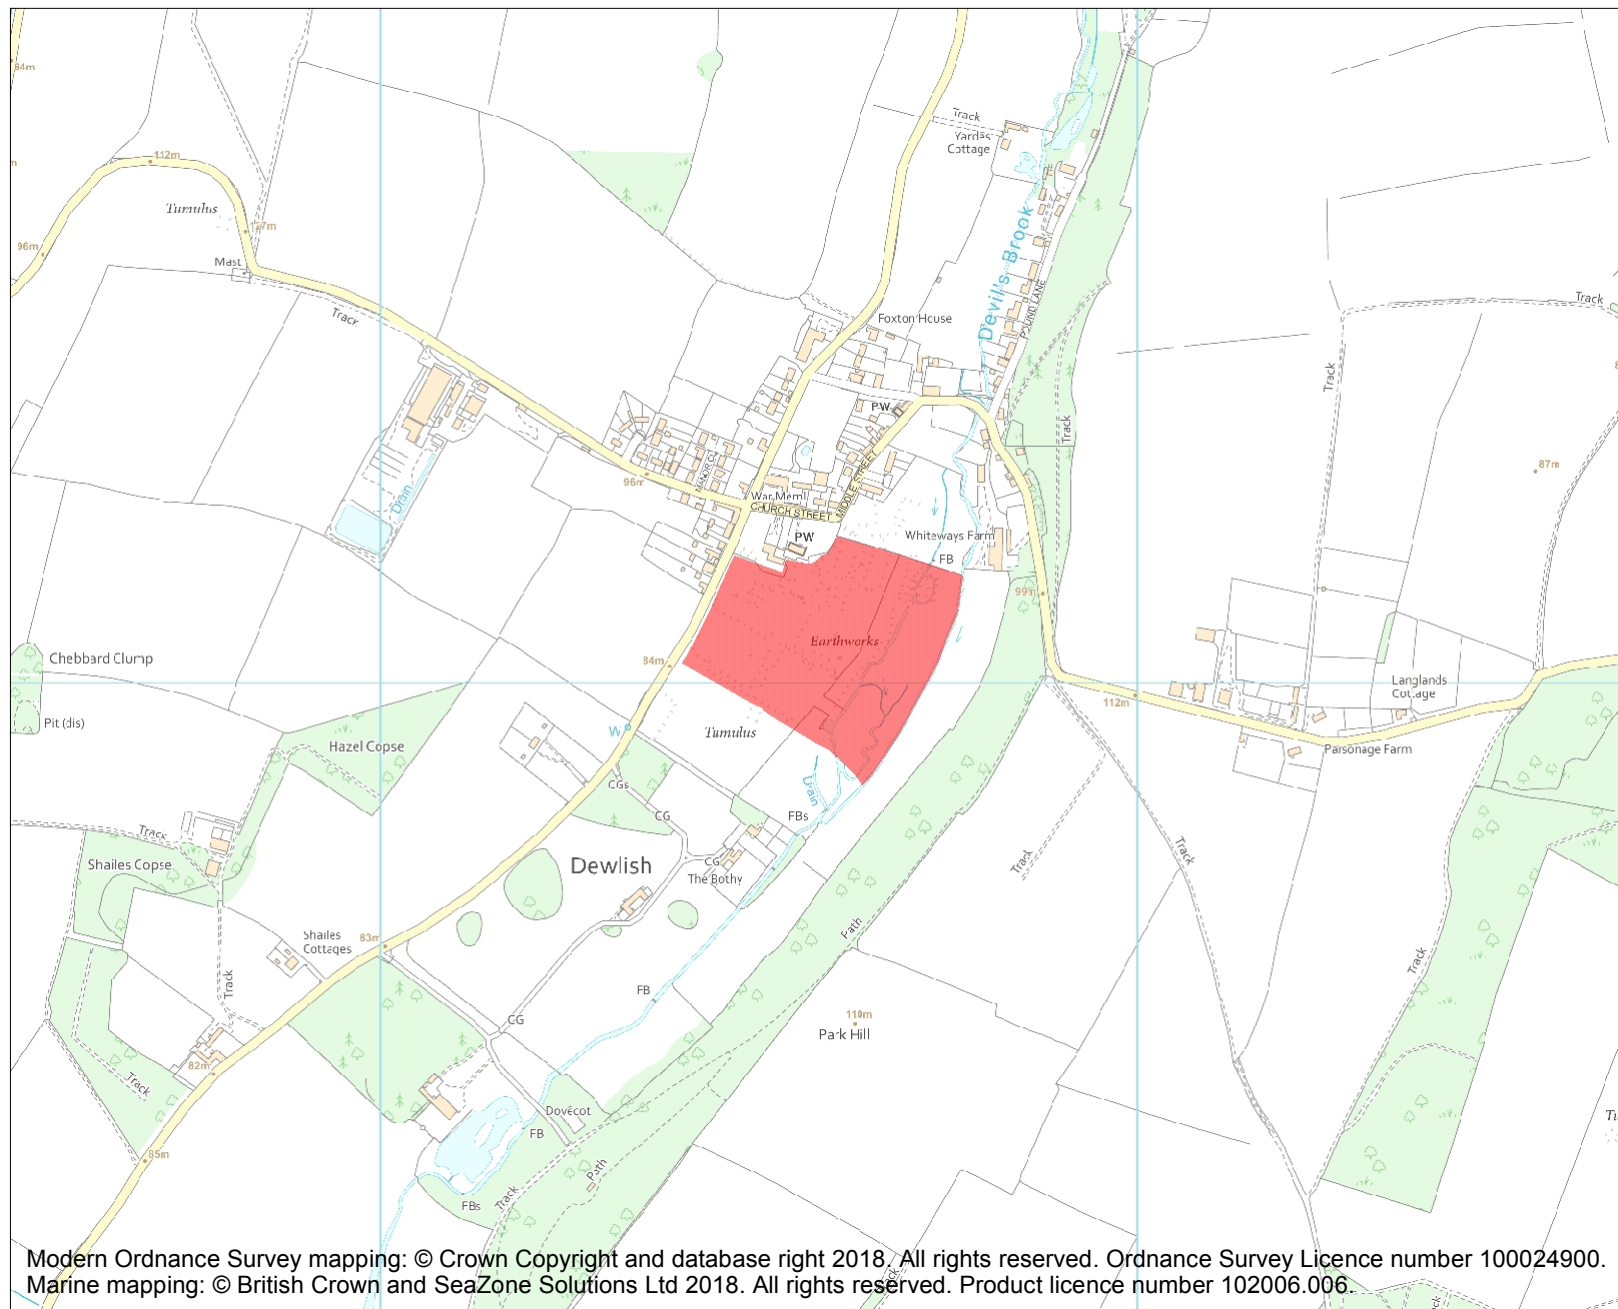 84m
Track
Yardes
Cottage
112m
Tumulus
Devil's Brook
96m
Mast
Track
Track
POUND LANE
Foxton House
Track
Track
PW
87m
MANOR CL
96m
War Meml
CHURCH STREET
MIDDLE STREET
Drain
PW
Whiteways Farm
FB
99m
Earthworks
Chebbard Clump
84m
Langlands
Cottage
112m
Pit (dis)
W
Tumulus
Hazel Copse
Parsonage Farm
CGs
Drain
CG
FBs
Track
Track
Shailes Copse
Dewlish
CG
The Bothy
Track
Path
Shailes
Cottages
83m
Track
Track
FB
CG
110m
Park Hill
82m
Track
Dovecot
FB
85m
Path
FBs
Track
Modern Ordnance Survey mapping: © Crown Copyright and database right 2018. All rights reserved. Ordnance Survey Licence number 100024900.
Marine mapping: © British Crown and SeaZone Solutions Ltd 2018. All rights reserved. Product licence number 102006.006.